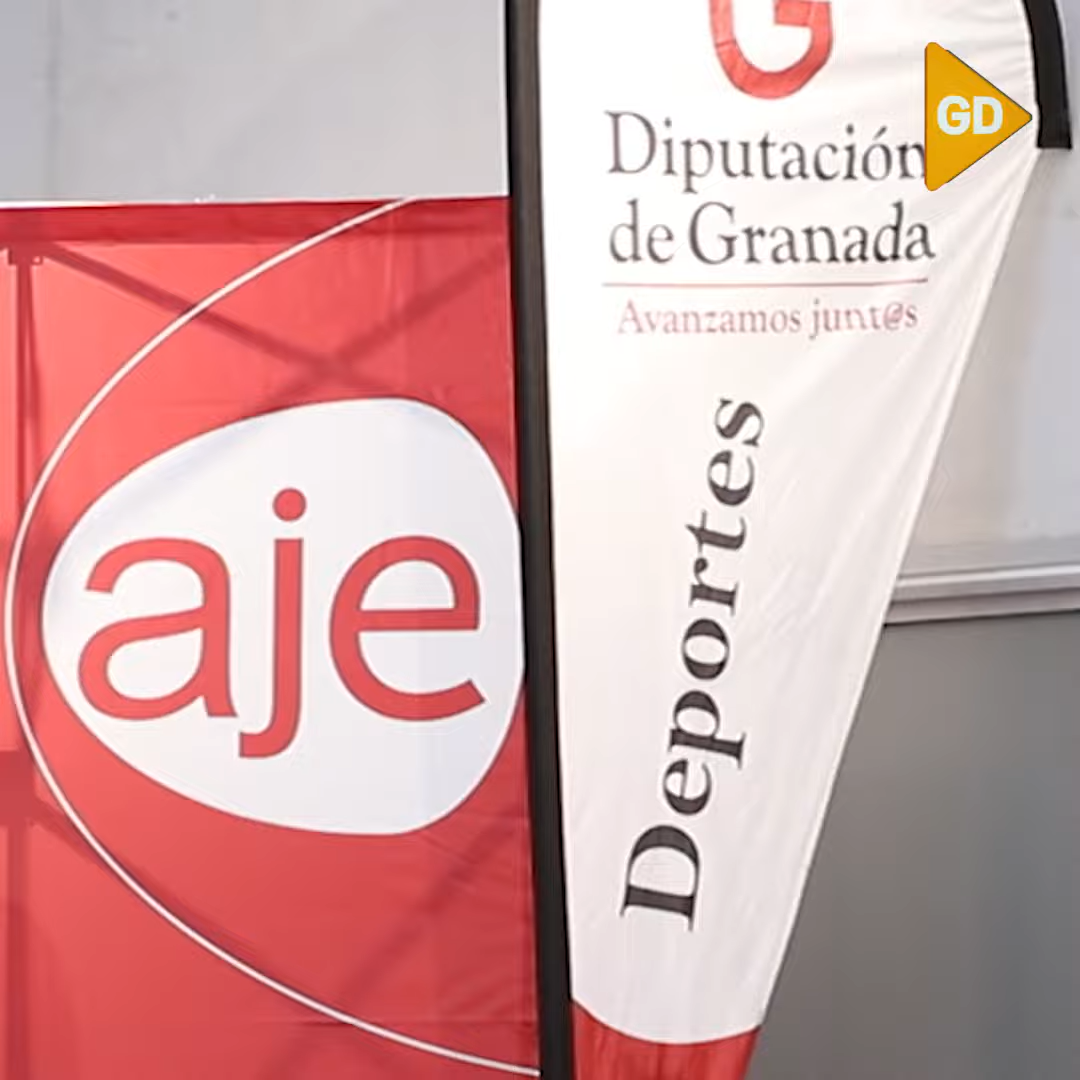 G
Diputación
de Granada
Avanzamos junt@s
Deportes
aje
GD